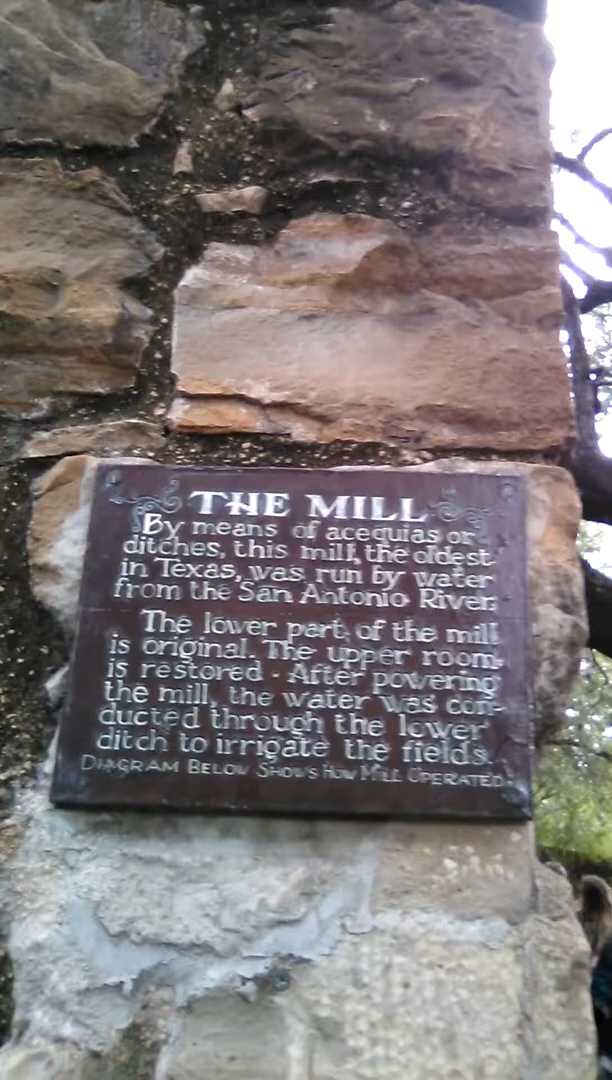 THE MILL
By means of acequias or
ditches, this mill, the oldest
in Texas, was run by water
from the San Antonio River.
The lower part of the mill
is original. The upper room
is restored - After powering
the mill, the water was con-
ducted through the lower
ditch to irrigate the fields.
DIAGRAM BELOW SHOWS HOW MILL OPERATED.